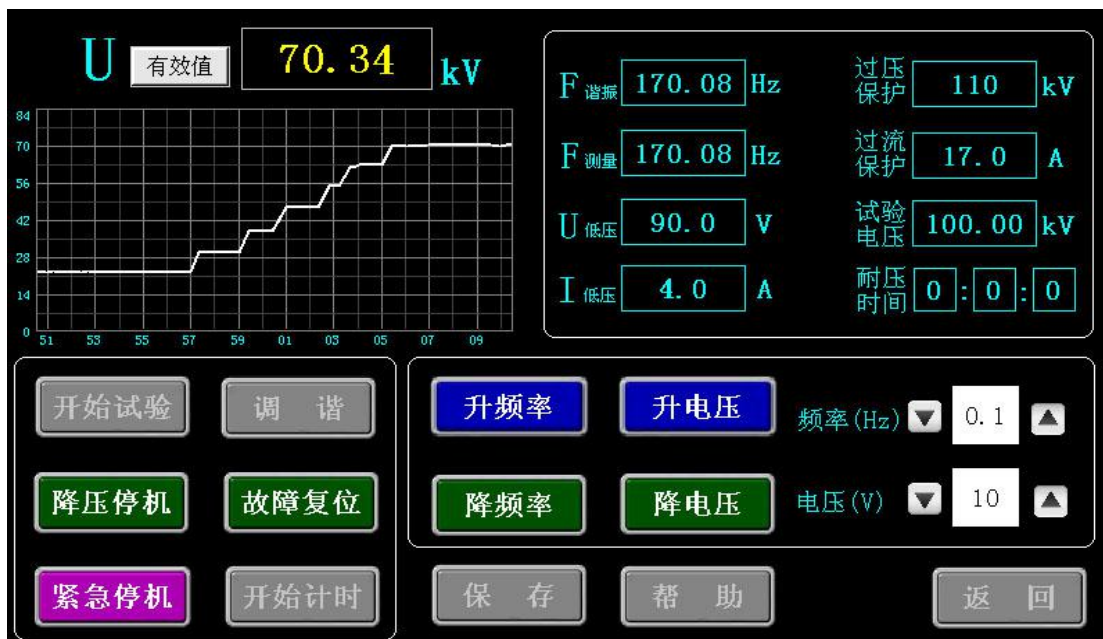 U 有效值 70.34 kV
84
70
56
42
28
14
0
51 53 55 57 59 01 03 05 07 09
F 谐振 170.08 Hz
过压保护 110 kV
F 测量 170.08 Hz
过流保护 17.0 A
U 低压 90.0 V
试验电压 100.00 kV
I 低压 4.0 A
耐压时间 0 : 0 : 0
开始试验 调 谐
降压停机 故障复位
紧急停机 开始计时
升频率 升电压 频率(Hz) ▼ 0.1 ▲
降频率 降电压 电压(V) ▼ 10 ▲
保 存 帮 助 返 回